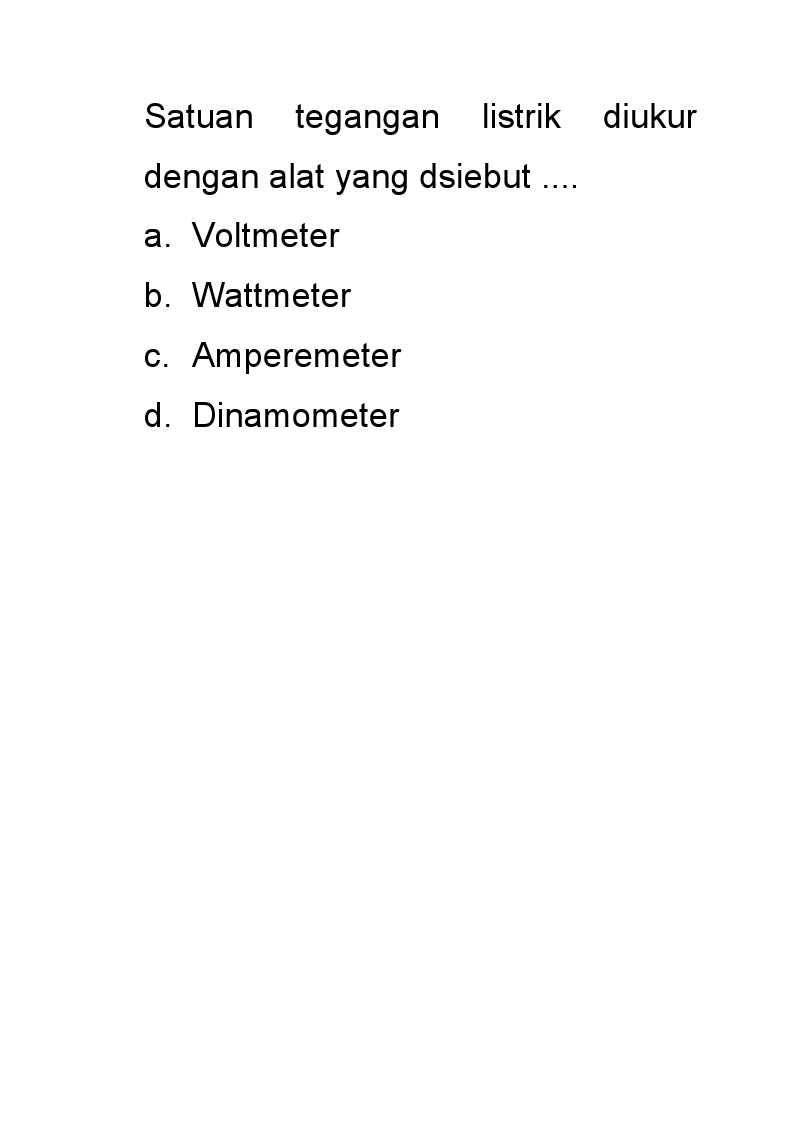 Satuan tegangan listrik diukur
dengan alat yang dsiebut ....
a. Voltmeter
b. Wattmeter
c. Amperemeter
d. Dinamometer